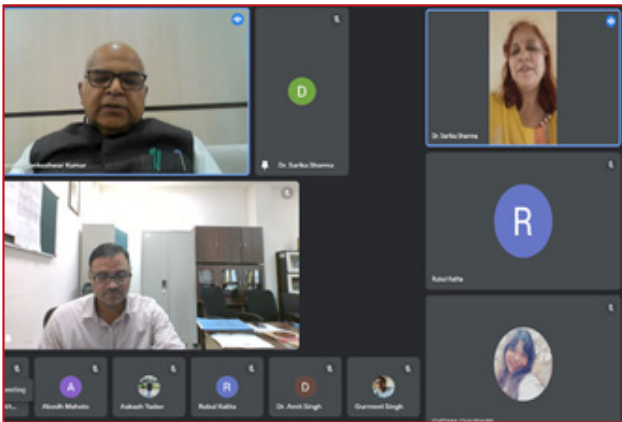 D
Dr. Sarika Sharma
Kumar
Dr. Sarika Sharma
R
Rubul Kalita
A
R
D
Abodh Mahato
Aakash Yadav
Rubul Kalita
Dr. Amit Singh
Gurmeet Singh